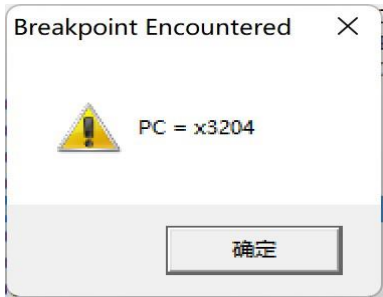 Breakpoint Encountered
PC = x3204
确定